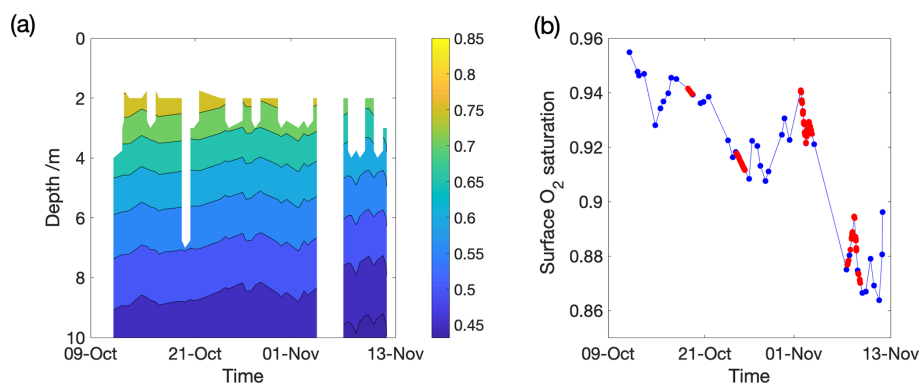 (a)
0
2
4
6
8
10
Depth /m
09-Oct
21-Oct
01-Nov
13-Nov
Time
0.85
0.8
0.75
0.7
0.65
0.6
0.55
0.5
0.45
(b)
0.96
0.94
0.92
0.9
0.88
0.86
Surface O₂ saturation
09-Oct
21-Oct
01-Nov
13-Nov
Time